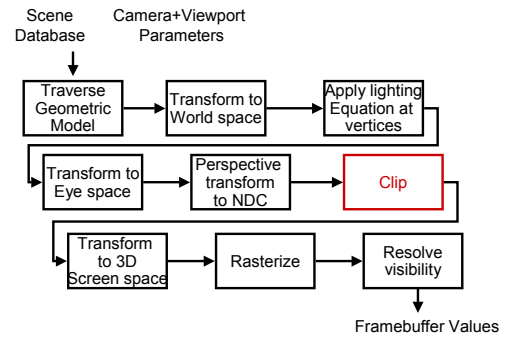 Scene
Database
Camera+Viewport
Parameters
Traverse
Geometric
Model
Transform to
World space
Apply lighting
Equation at
vertices
Transform to
Eye space
Perspective
transform
to NDC
Clip
Transform
to 3D
Screen space
Rasterize
Resolve
visibility
Framebuffer Values